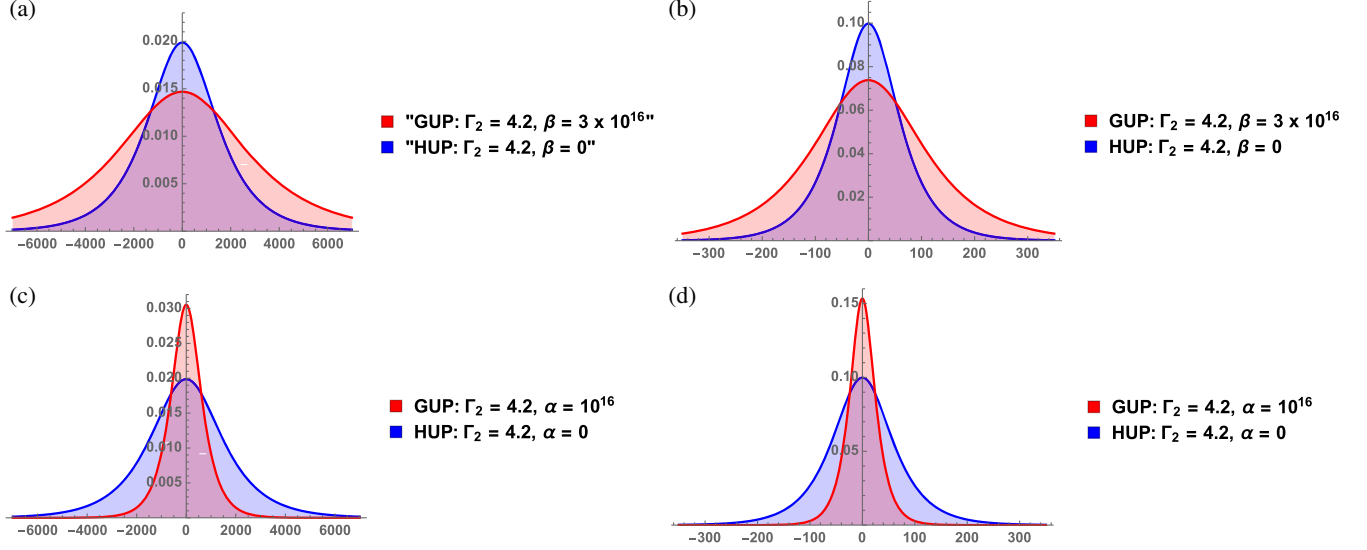 (a)
0.020
0.015
0.010
0.005
−6000 −4000 −2000 0 2000 4000 6000
"GUP: Γ₂ = 4.2, β = 3 x 10¹⁶"
"HUP: Γ₂ = 4.2, β = 0"
(b)
0.10
0.08
0.06
0.04
0.02
−300 −200 −100 0 100 200 300
GUP: Γ₂ = 4.2, β = 3 x 10¹⁶
HUP: Γ₂ = 4.2, β = 0
(c)
0.030
0.025
0.020
0.015
0.010
0.005
−6000 −4000 −2000 0 2000 4000 6000
GUP: Γ₂ = 4.2, α = 10¹⁶
HUP: Γ₂ = 4.2, α = 0
(d)
0.15
0.10
0.05
−300 −200 −100 0 100 200 300
GUP: Γ₂ = 4.2, α = 10¹⁶
HUP: Γ₂ = 4.2, α = 0